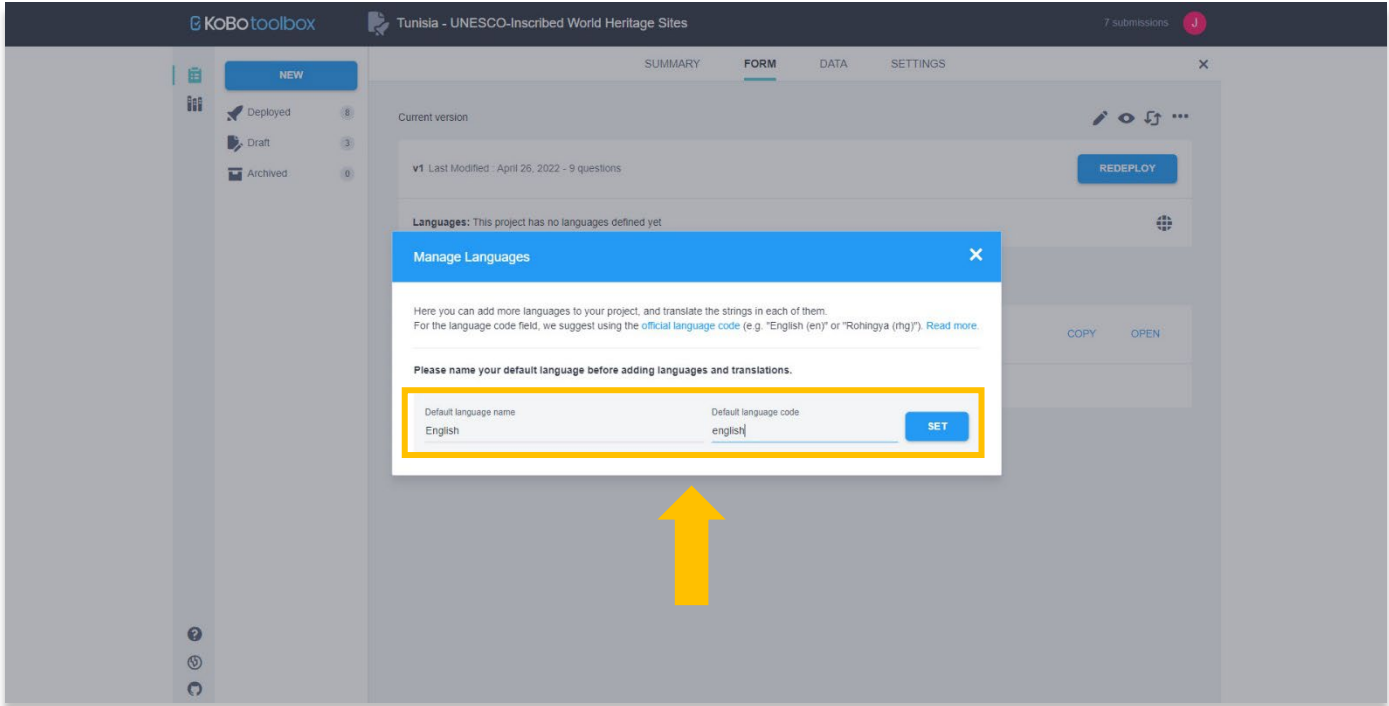 KoBotoolbox
Tunisia - UNESCO-Inscribed World Heritage Sites
7 submissions
J
NEW
Deployed
Draft 3
Archived 0
SUMMARY FORM DATA SETTINGS
Current version
v1 Last Modified : April 26, 2022 - 9 questions
REDEPLOY
Languages: This project has no languages defined yet
Manage Languages
Here you can add more languages to your project, and translate the strings in each of them.
For the language code field, we suggest using the official language code (e.g. "English (en)" or "Rohingya (rhg)"). Read more.
COPY OPEN
Please name your default language before adding languages and translations.
Default language name Default language code
English english
SET